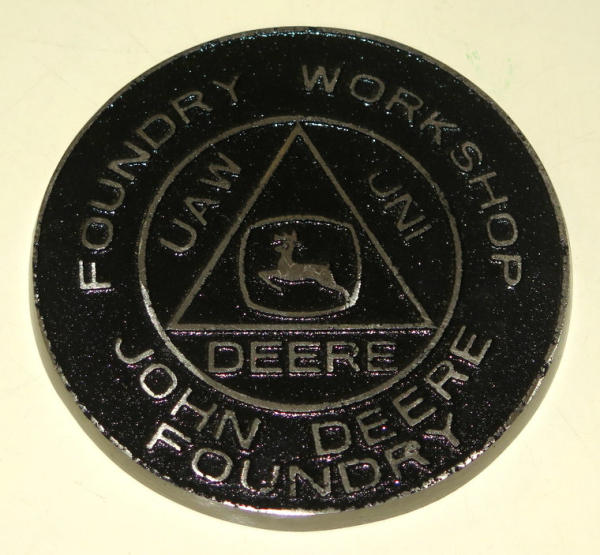 FOUNDRY WORKSHOP
UAW
UNI
DEERE
JOHN DEERE
FOUNDRY